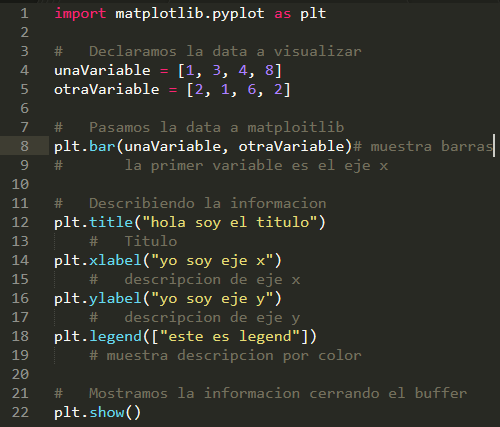 1 import matplotlib.pyplot as plt
2
3 #   Declaramos la data a visualizar
4 unaVariable = [1, 3, 4, 8]
5 otraVariable = [2, 1, 6, 2]
6
7 #   Pasamos la data a matploitlib
8 plt.bar(unaVariable, otraVariable)# muestra barras
9 #       la primer variable es el eje x
10
11 #   Describiendo la informacion
12 plt.title("hola soy el titulo")
13     #   Titulo
14 plt.xlabel("yo soy eje x")
15     #   descripcion de eje x
16 plt.ylabel("yo soy eje y")
17     #   descripcion de eje y
18 plt.legend(["este es legend"])
19     # muestra descripcion por color
20
21 #   Mostramos la informacion cerrando el buffer
22 plt.show()